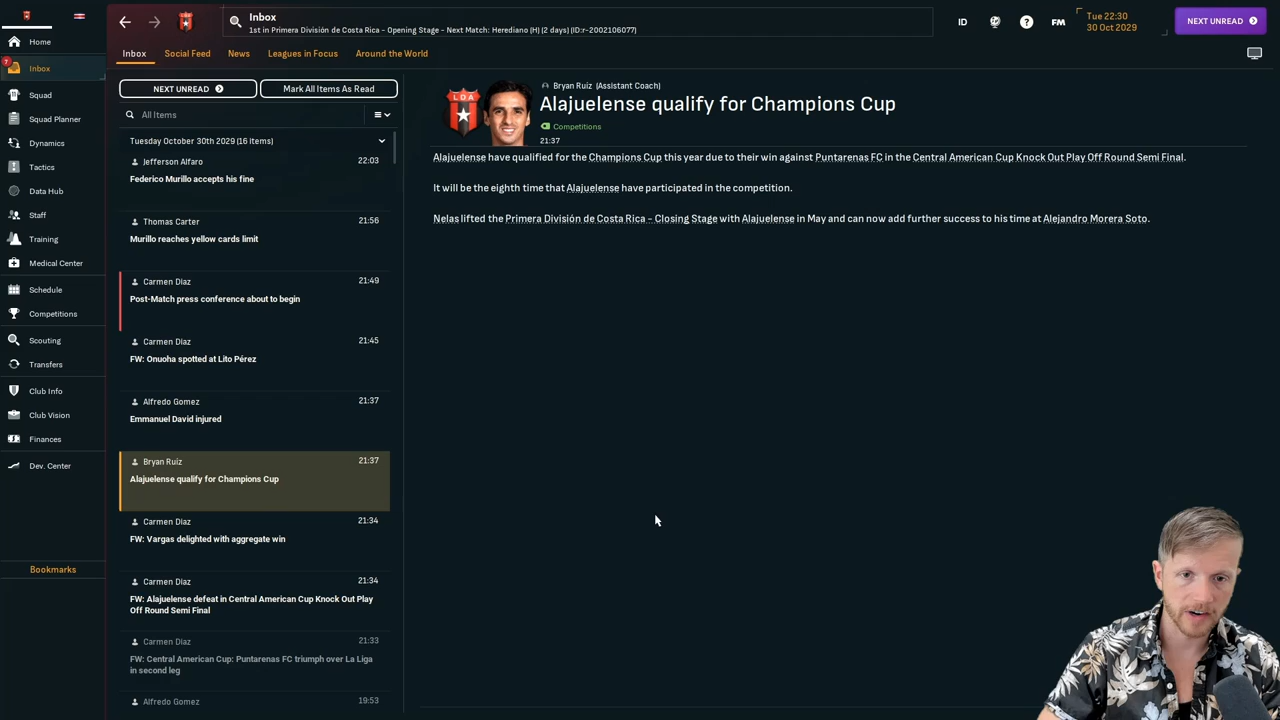 Inbox
1st in Primera División de Costa Rica - Opening Stage - Next Match: Herediano (H) (2 days) (ID:r-2002106077)
ID
?
FM
Tue 22:30
30 Oct 2029
NEXT UNREAD
Home
7
Inbox
Squad
Squad Planner
Dynamics
Tactics
Data Hub
Staff
Training
Medical Center
Schedule
Competitions
Scouting
Transfers
Club Info
Club Vision
Finances
Dev. Center
Bookmarks
Inbox
Social Feed
News
Leagues in Focus
Around the World
NEXT UNREAD
Mark All Items As Read
All Items
Tuesday October 30th 2029 (16 items)
Jefferson Alfaro 22:03
Federico Murillo accepts his fine
Thomas Carter 21:56
Murillo reaches yellow cards limit
Carmen Díaz 21:49
Post-Match press conference about to begin
Carmen Díaz 21:45
FW: Onuoha spotted at Lito Pérez
Alfredo Gomez 21:37
Emmanuel David injured
Bryan Ruíz 21:37
Alajuelense qualify for Champions Cup
Carmen Díaz 21:34
FW: Vargas delighted with aggregate win
Carmen Díaz 21:34
FW: Alajuelense defeat in Central American Cup Knock Out Play
Off Round Semi Final
Carmen Díaz 21:33
FW: Central American Cup: Puntarenas FC triumph over La Liga
in second leg
Alfredo Gomez 19:53
LDA
Bryan Ruíz (Assistant Coach)
Alajuelense qualify for Champions Cup
Competitions
21:37
Alajuelense have qualified for the Champions Cup this year due to their win against Puntarenas FC in the Central American Cup Knock Out Play Off Round Semi Final.
It will be the eighth time that Alajuelense have participated in the competition.
Nelas lifted the Primera División de Costa Rica - Closing Stage with Alajuelense in May and can now add further success to his time at Alejandro Morera Soto.